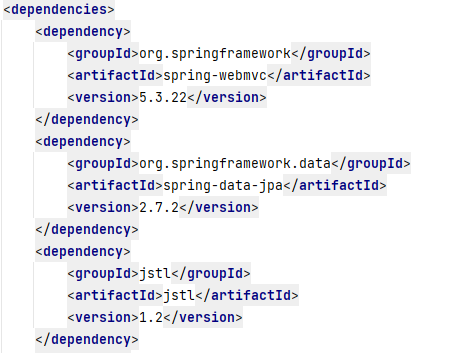 <dependencies>
    <dependency>
        <groupId>org.springframework</groupId>
        <artifactId>spring-webmvc</artifactId>
        <version>5.3.22</version>
    </dependency>
    <dependency>
        <groupId>org.springframework.data</groupId>
        <artifactId>spring-data-jpa</artifactId>
        <version>2.7.2</version>
    </dependency>
    <dependency>
        <groupId>jstl</groupId>
        <artifactId>jstl</artifactId>
        <version>1.2</version>
    </dependency>